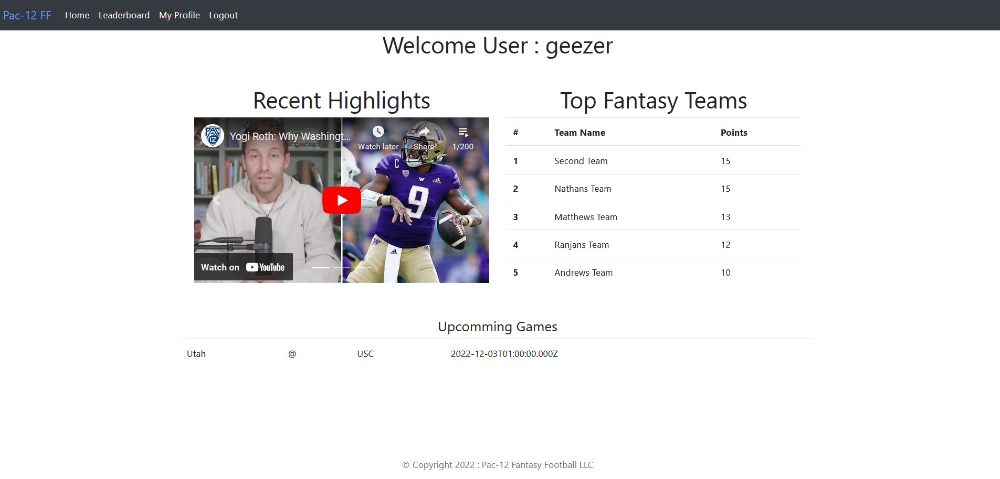 Pac-12 FF Home Leaderboard My Profile Logout
Welcome User : geezer
Recent Highlights
PAC 12 Yogi Roth: Why Washingt... Watch later Share 1/200
C
W
9
W
Watch on YouTube
Top Fantasy Teams
# Team Name Points
1 Second Team 15
2 Nathans Team 15
3 Matthews Team 13
4 Ranjans Team 12
5 Andrews Team 10
Upcomming Games
Utah @ USC 2022-12-03T01:00:00.000Z
© Copyright 2022 : Pac-12 Fantasy Football LLC